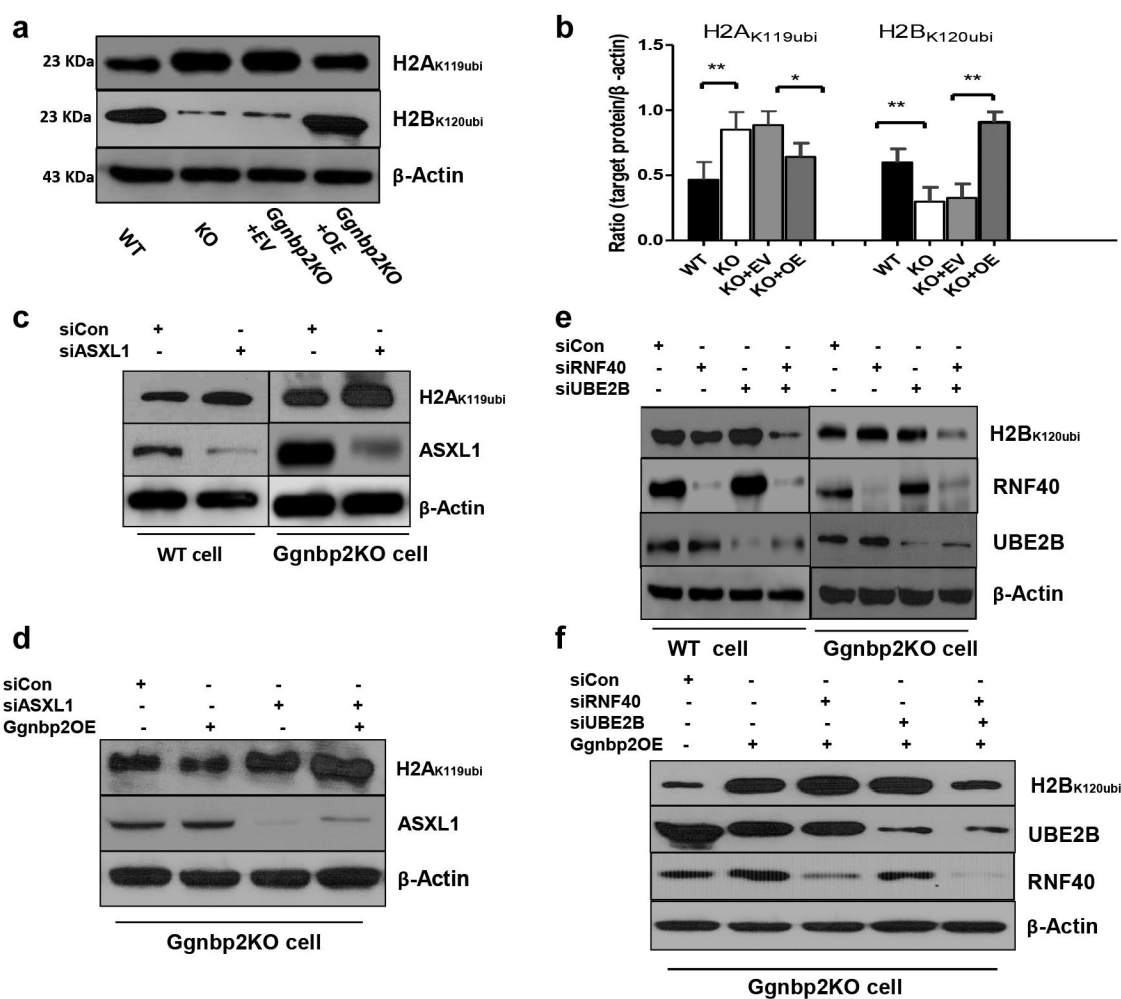 a
23 KDa
H2AK119ubi
23 KDa
H2BK120ubi
43 KDa
β-Actin
WT
KO
Ggnbp2KO
+EV
Ggnbp2KO
+OE
b
H2AK119ubi
H2BK120ubi
Ratio (target protein/β -actin)
1.5
1.0
0.5
0.0
**
*
**
**
WT
KO
KO+EV
KO+OE
WT
KO
KO+EV
KO+OE
c
siCon + - + -
siASXL1 - + - +
H2AK119ubi
ASXL1
β-Actin
WT cell
Ggnbp2KO cell
d
siCon + - - -
siASXL1 - - + +
Ggnbp2OE - + - +
H2AK119ubi
ASXL1
β-Actin
Ggnbp2KO cell
e
siCon + - - - + - - -
siRNF40 - + - + - + - +
siUBE2B - - + + - - + +
H2BK120ubi
RNF40
UBE2B
β-Actin
WT cell
Ggnbp2KO cell
f
siCon + - - - -
siRNF40 - - + - +
siUBE2B - - - + +
Ggnbp2OE - + + + +
H2BK120ubi
UBE2B
RNF40
β-Actin
Ggnbp2KO cell